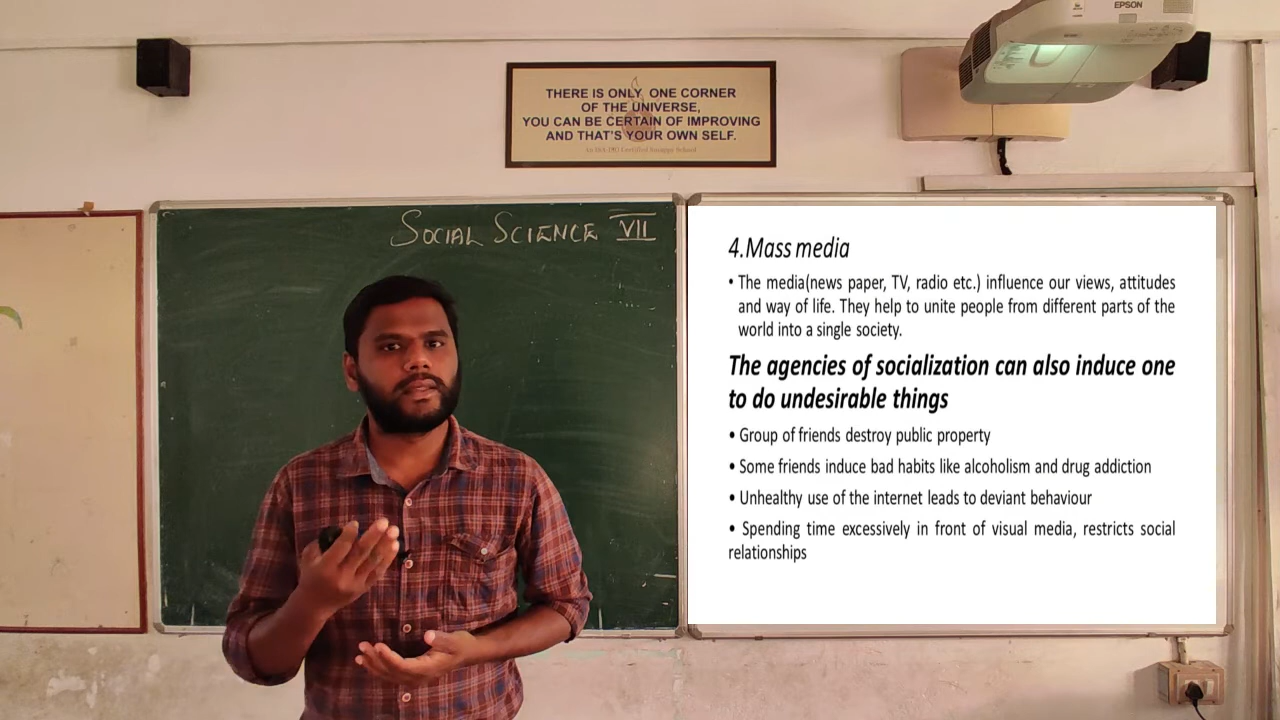 EPSON
THERE IS ONLY ONE CORNER
OF THE UNIVERSE,
YOU CAN BE CERTAIN OF IMPROVING
AND THAT'S YOUR OWN SELF.
SOCIAL SCIENCE VII
4.Mass media
• The media(news paper, TV, radio etc.) influence our views, attitudes
and way of life. They help to unite people from different parts of the
world into a single society.
The agencies of socialization can also induce one
to do undesirable things
• Group of friends destroy public property
• Some friends induce bad habits like alcoholism and drug addiction
• Unhealthy use of the internet leads to deviant behaviour
• Spending time excessively in front of visual media, restricts social
relationships